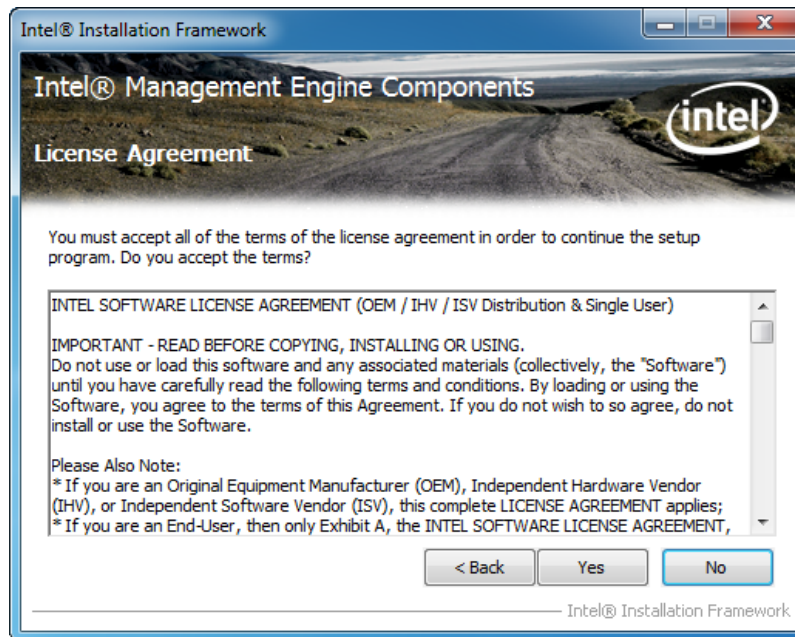 Intel® Installation Framework
Intel® Management Engine Components
intel
License Agreement
You must accept all of the terms of the license agreement in order to continue the setup
program. Do you accept the terms?
INTEL SOFTWARE LICENSE AGREEMENT (OEM / IHV / ISV Distribution & Single User)
IMPORTANT - READ BEFORE COPYING, INSTALLING OR USING.
Do not use or load this software and any associated materials (collectively, the "Software")
until you have carefully read the following terms and conditions. By loading or using the
Software, you agree to the terms of this Agreement. If you do not wish to so agree, do not
install or use the Software.
Please Also Note:
* If you are an Original Equipment Manufacturer (OEM), Independent Hardware Vendor
(IHV), or Independent Software Vendor (ISV), this complete LICENSE AGREEMENT applies;
* If you are an End-User, then only Exhibit A, the INTEL SOFTWARE LICENSE AGREEMENT,
< Back
Yes
No
Intel® Installation Framework